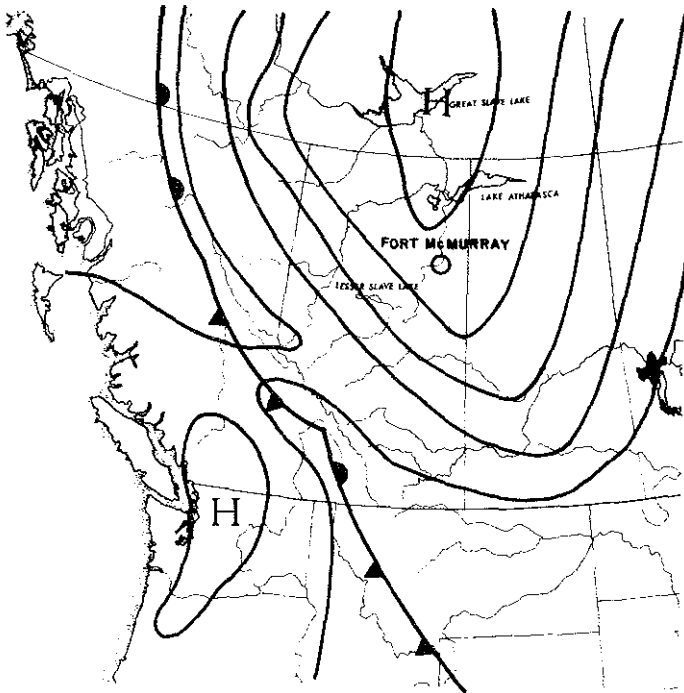 H
GREAT SLAVE LAKE
LAKE ATHABASCA
FORT McMURRAY
LESSER SLAVE LAKE
H